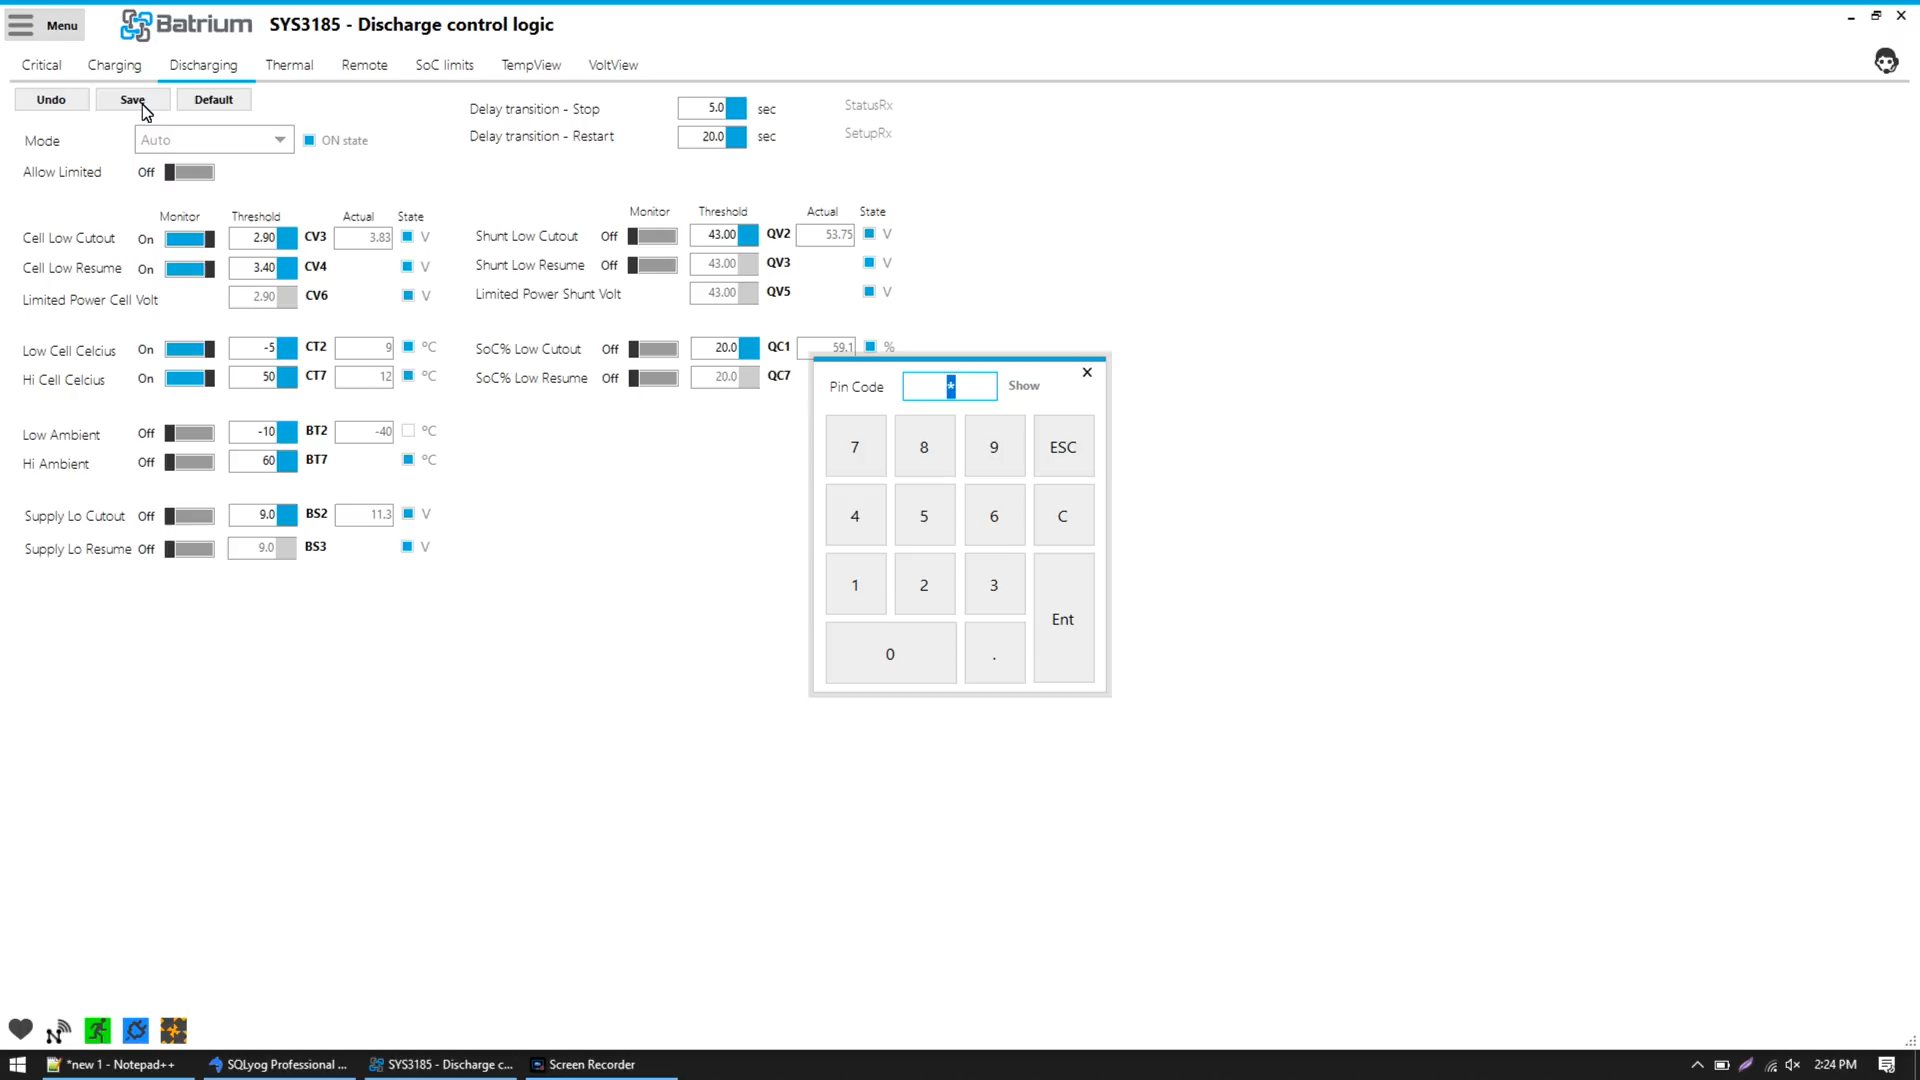 Menu
Batrium
SYS3185 - Discharge control logic
Critical
Charging
Discharging
Thermal
Remote
SoC limits
TempView
VoltView
Undo
Save
Default
Delay transition - Stop 5.0 sec StatusRx
Mode Auto ON state
Delay transition - Restart 20.0 sec SetupRx
Allow Limited Off
Monitor Threshold Actual State
Cell Low Cutout On 2.90 CV3 3.83 V
Cell Low Resume On 3.40 CV4 V
Limited Power Cell Volt 2.90 CV6 V
Low Cell Celcius On -5 CT2 9 °C
Hi Cell Celcius On 50 CT7 12 °C
Low Ambient Off -10 BT2 -40 °C
Hi Ambient Off 60 BT7 °C
Supply Lo Cutout Off 9.0 BS2 11.3 V
Supply Lo Resume Off 9.0 BS3 V
Monitor Threshold Actual State
Shunt Low Cutout Off 43.00 QV2 53.75 V
Shunt Low Resume Off 43.00 QV3 V
Limited Power Shunt Volt 43.00 QV5 V
SoC% Low Cutout Off 20.0 QC1 59.1 %
SoC% Low Resume Off 20.0 QC7
Pin Code * Show
7 8 9 ESC
4 5 6 C
1 2 3 Ent
0 .
*new 1 - Notepad++
SQLyog Professional ...
SYS3185 - Discharge c...
Screen Recorder
2:24 PM